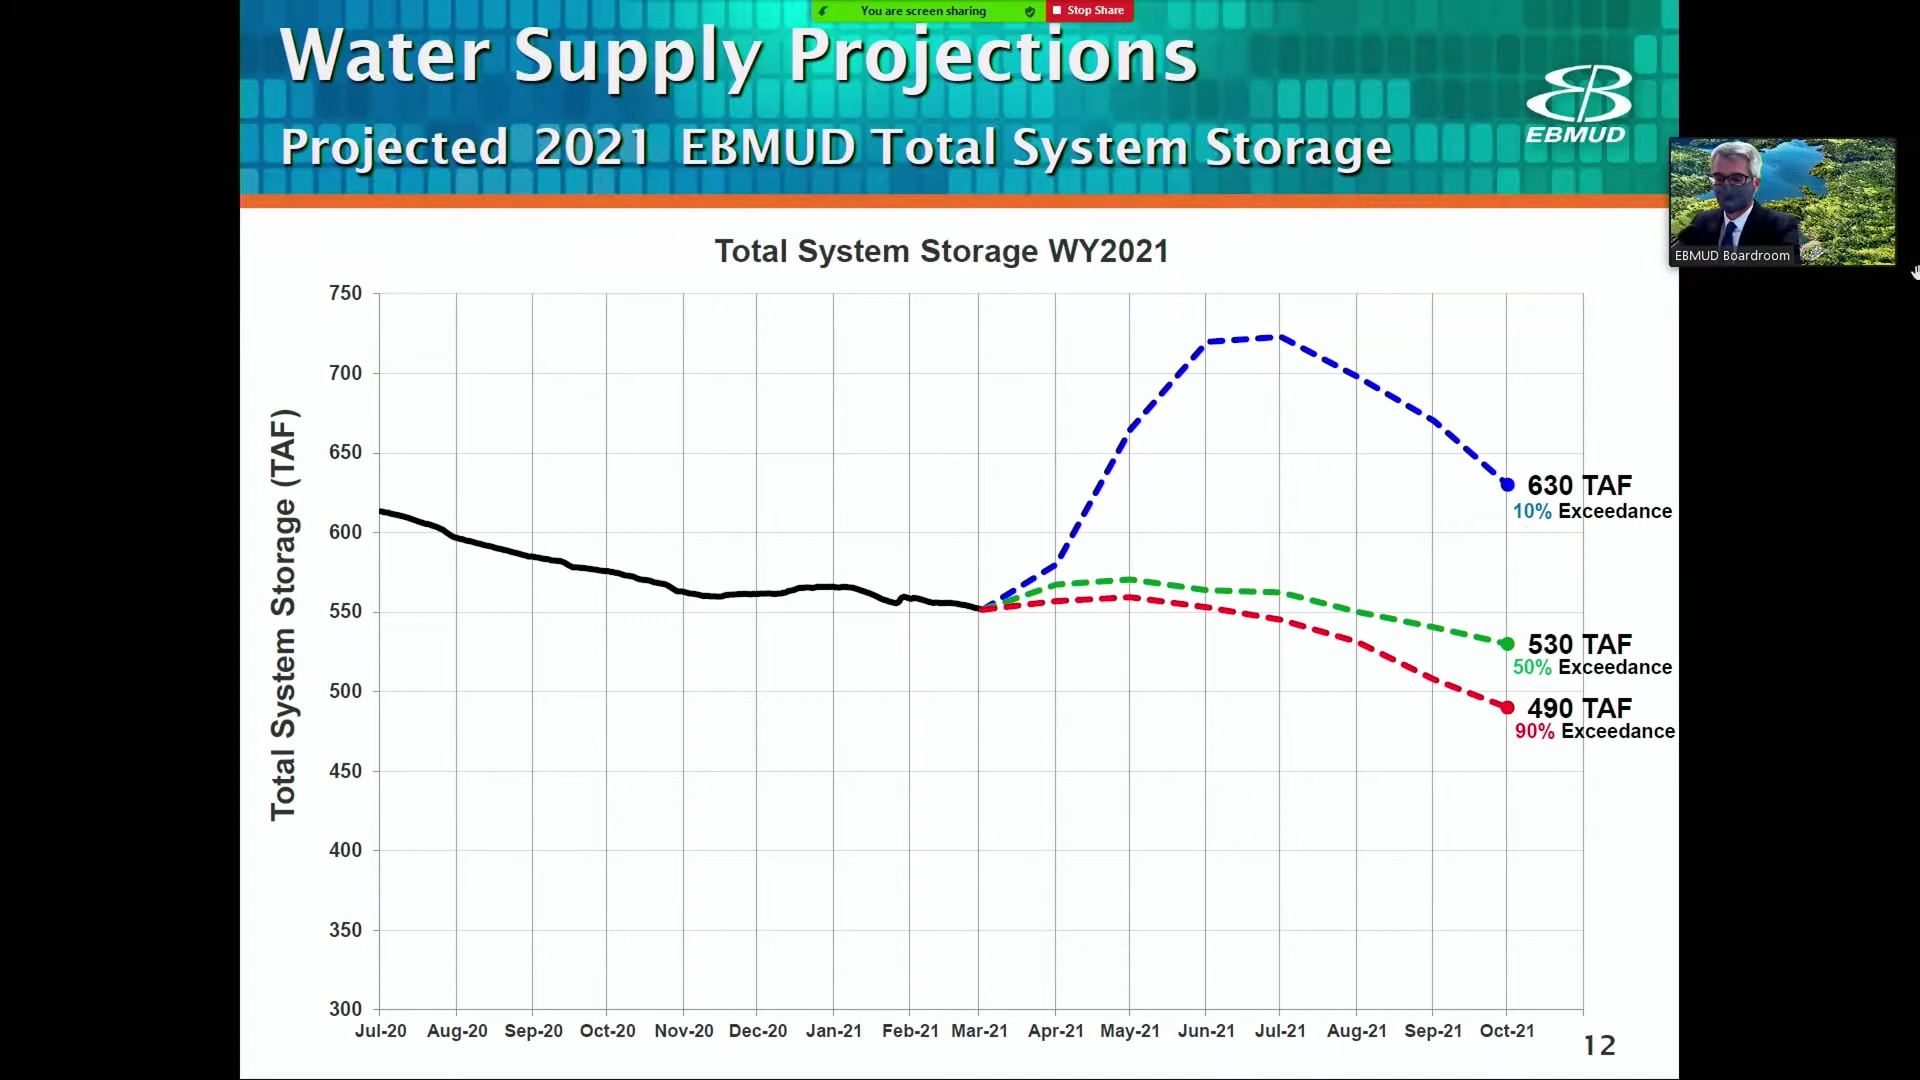 You are screen sharing
Stop Share
Water Supply Projections
Projected 2021 EBMUD Total System Storage
EBMUD
EBMUD Boardroom
Total System Storage WY2021
Total System Storage (TAF)
750
700
650
600
550
500
450
400
350
300
630 TAF
10% Exceedance
530 TAF
50% Exceedance
490 TAF
90% Exceedance
Jul-20 Aug-20 Sep-20 Oct-20 Nov-20 Dec-20 Jan-21 Feb-21 Mar-21 Apr-21 May-21 Jun-21 Jul-21 Aug-21 Sep-21 Oct-21
12